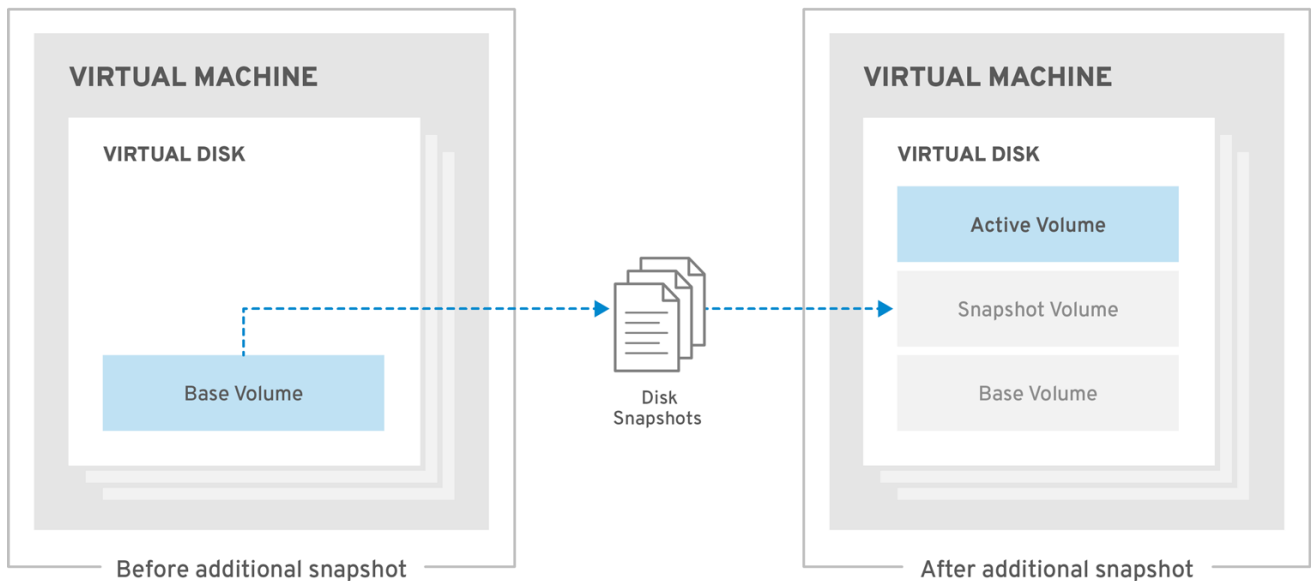 VIRTUAL MACHINE
VIRTUAL DISK
Base Volume
Before additional snapshot
Disk
Snapshots
VIRTUAL MACHINE
VIRTUAL DISK
Active Volume
Snapshot Volume
Base Volume
After additional snapshot